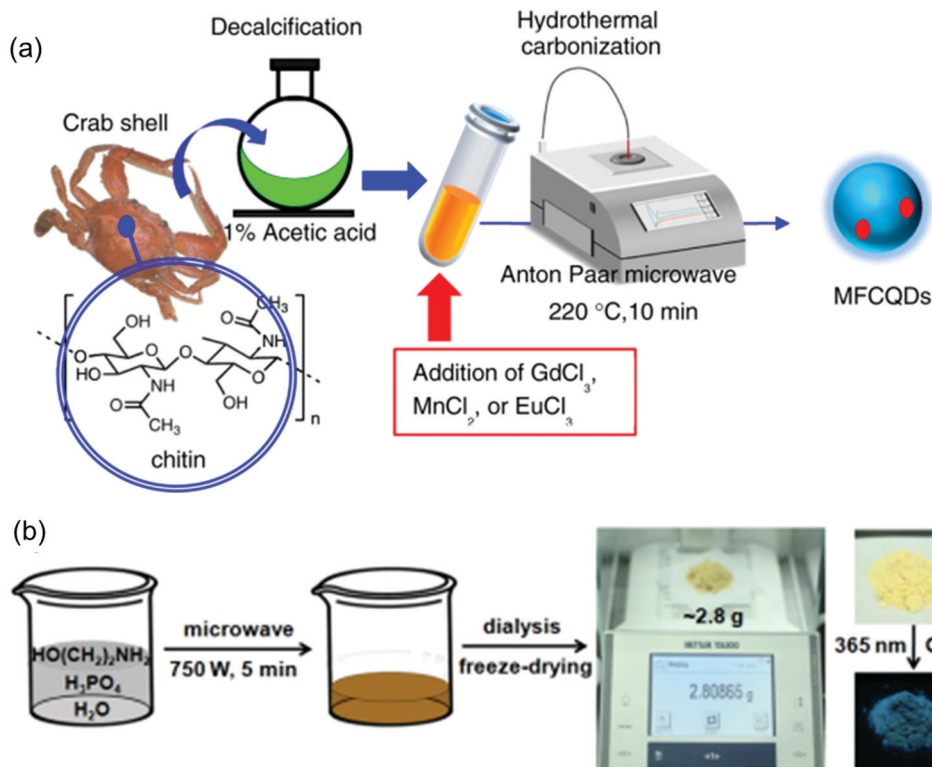 (a)
Decalcification
Crab shell
1% Acetic acid
Hydrothermal
carbonization
Anton Paar microwave
220 °C,10 min
MFCQDs
Addition of GdCl₃,
MnCl₂, or EuCl₃
CH₃
O
NH
OH
O
HO
O
O
O
NH
OH
O
CH₃
n
chitin
(b)
HO(CH₂)₂NH₂
H₃PO₄
H₂O
microwave
750 W, 5 min
dialysis
freeze-drying
~2.8 g
METTLER TOLEDO
2.80865 g
365 nm